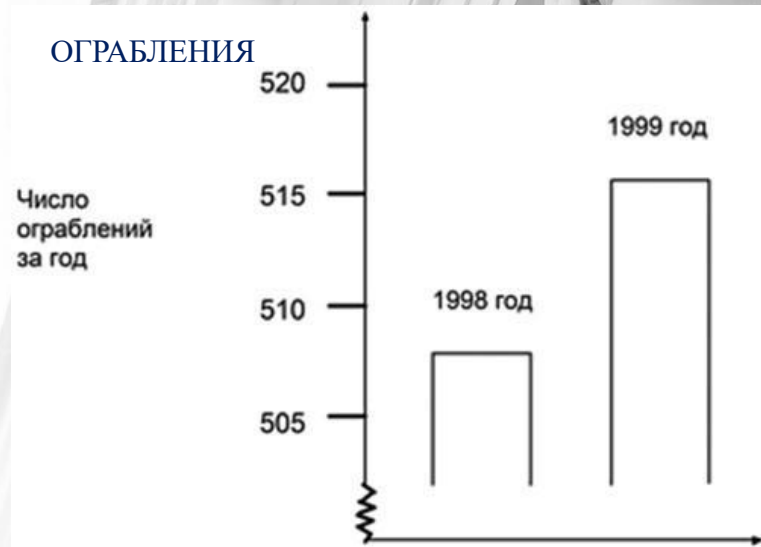 ОГРАБЛЕНИЯ
520
1999 год
515
Число
ограблений
за год
510
1998 год
505